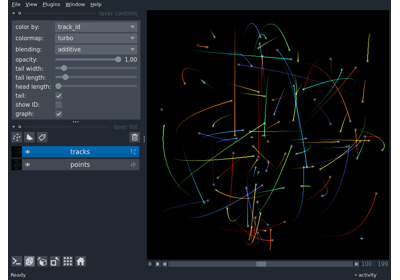 File View Plugins Window Help
layer controls
color by: track_id
colormap: turbo
blending: additive
opacity: 1.00
tail width:
tail length:
head length:
tail:
show ID:
graph:
layer list
tracks
points
100 199
Ready
activity